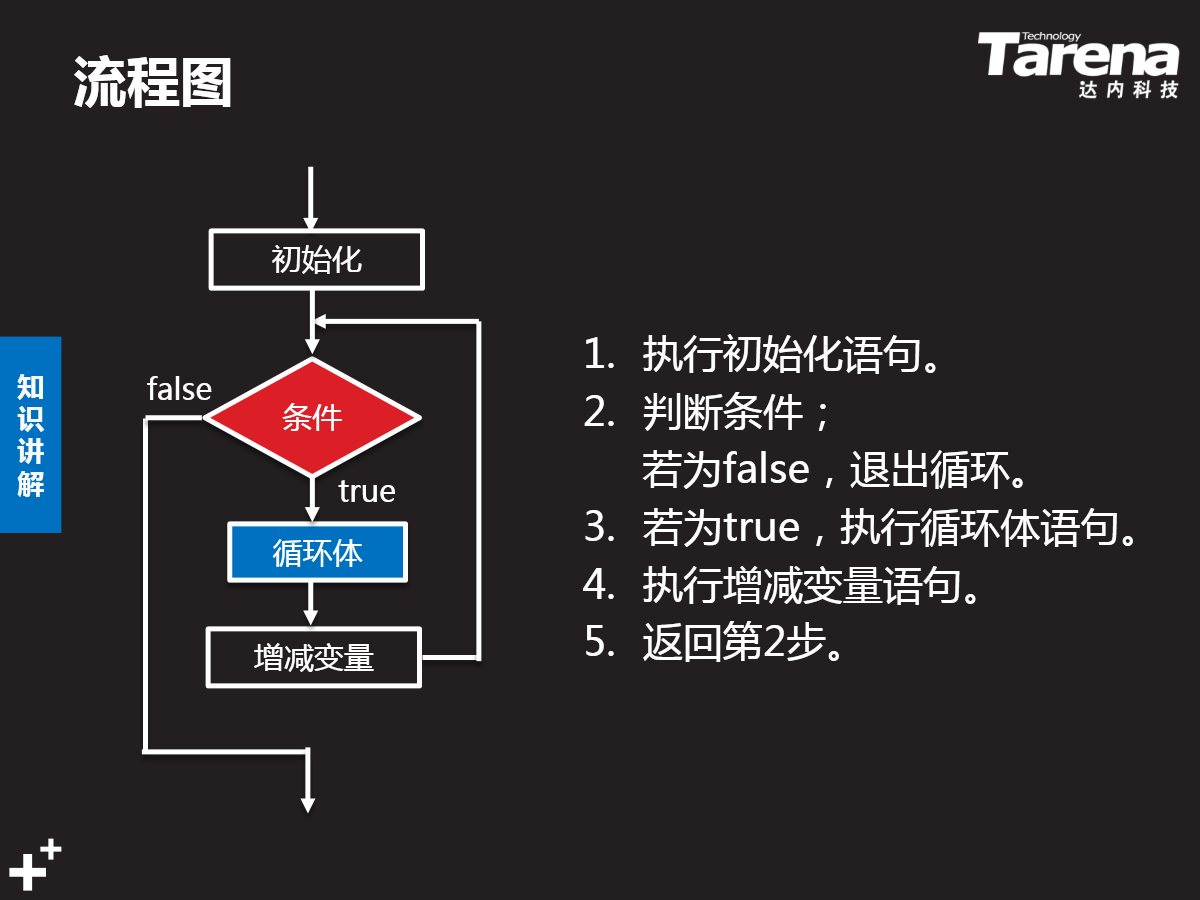 流程图
Technology
Tarena
达内科技
初始化
false
条件
true
循环体
增减变量
知识讲解
1. 执行初始化语句。
2. 判断条件；
若为false，退出循环。
3. 若为true，执行循环体语句。
4. 执行增减变量语句。
5. 返回第2步。